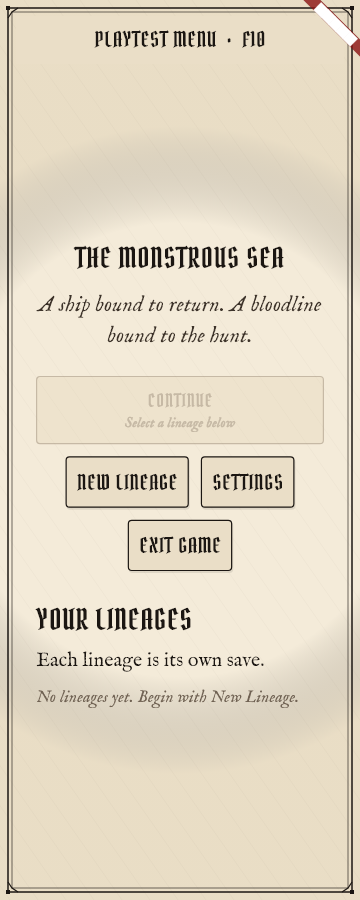 PLAYTEST MENU · F10
THE MONSTROUS SEA
A ship bound to return. A bloodline
bound to the hunt.
CONTINUE
Select a lineage below
NEW LINEAGE
SETTINGS
EXIT GAME
YOUR LINEAGES
Each lineage is its own save.
No lineages yet. Begin with New Lineage.